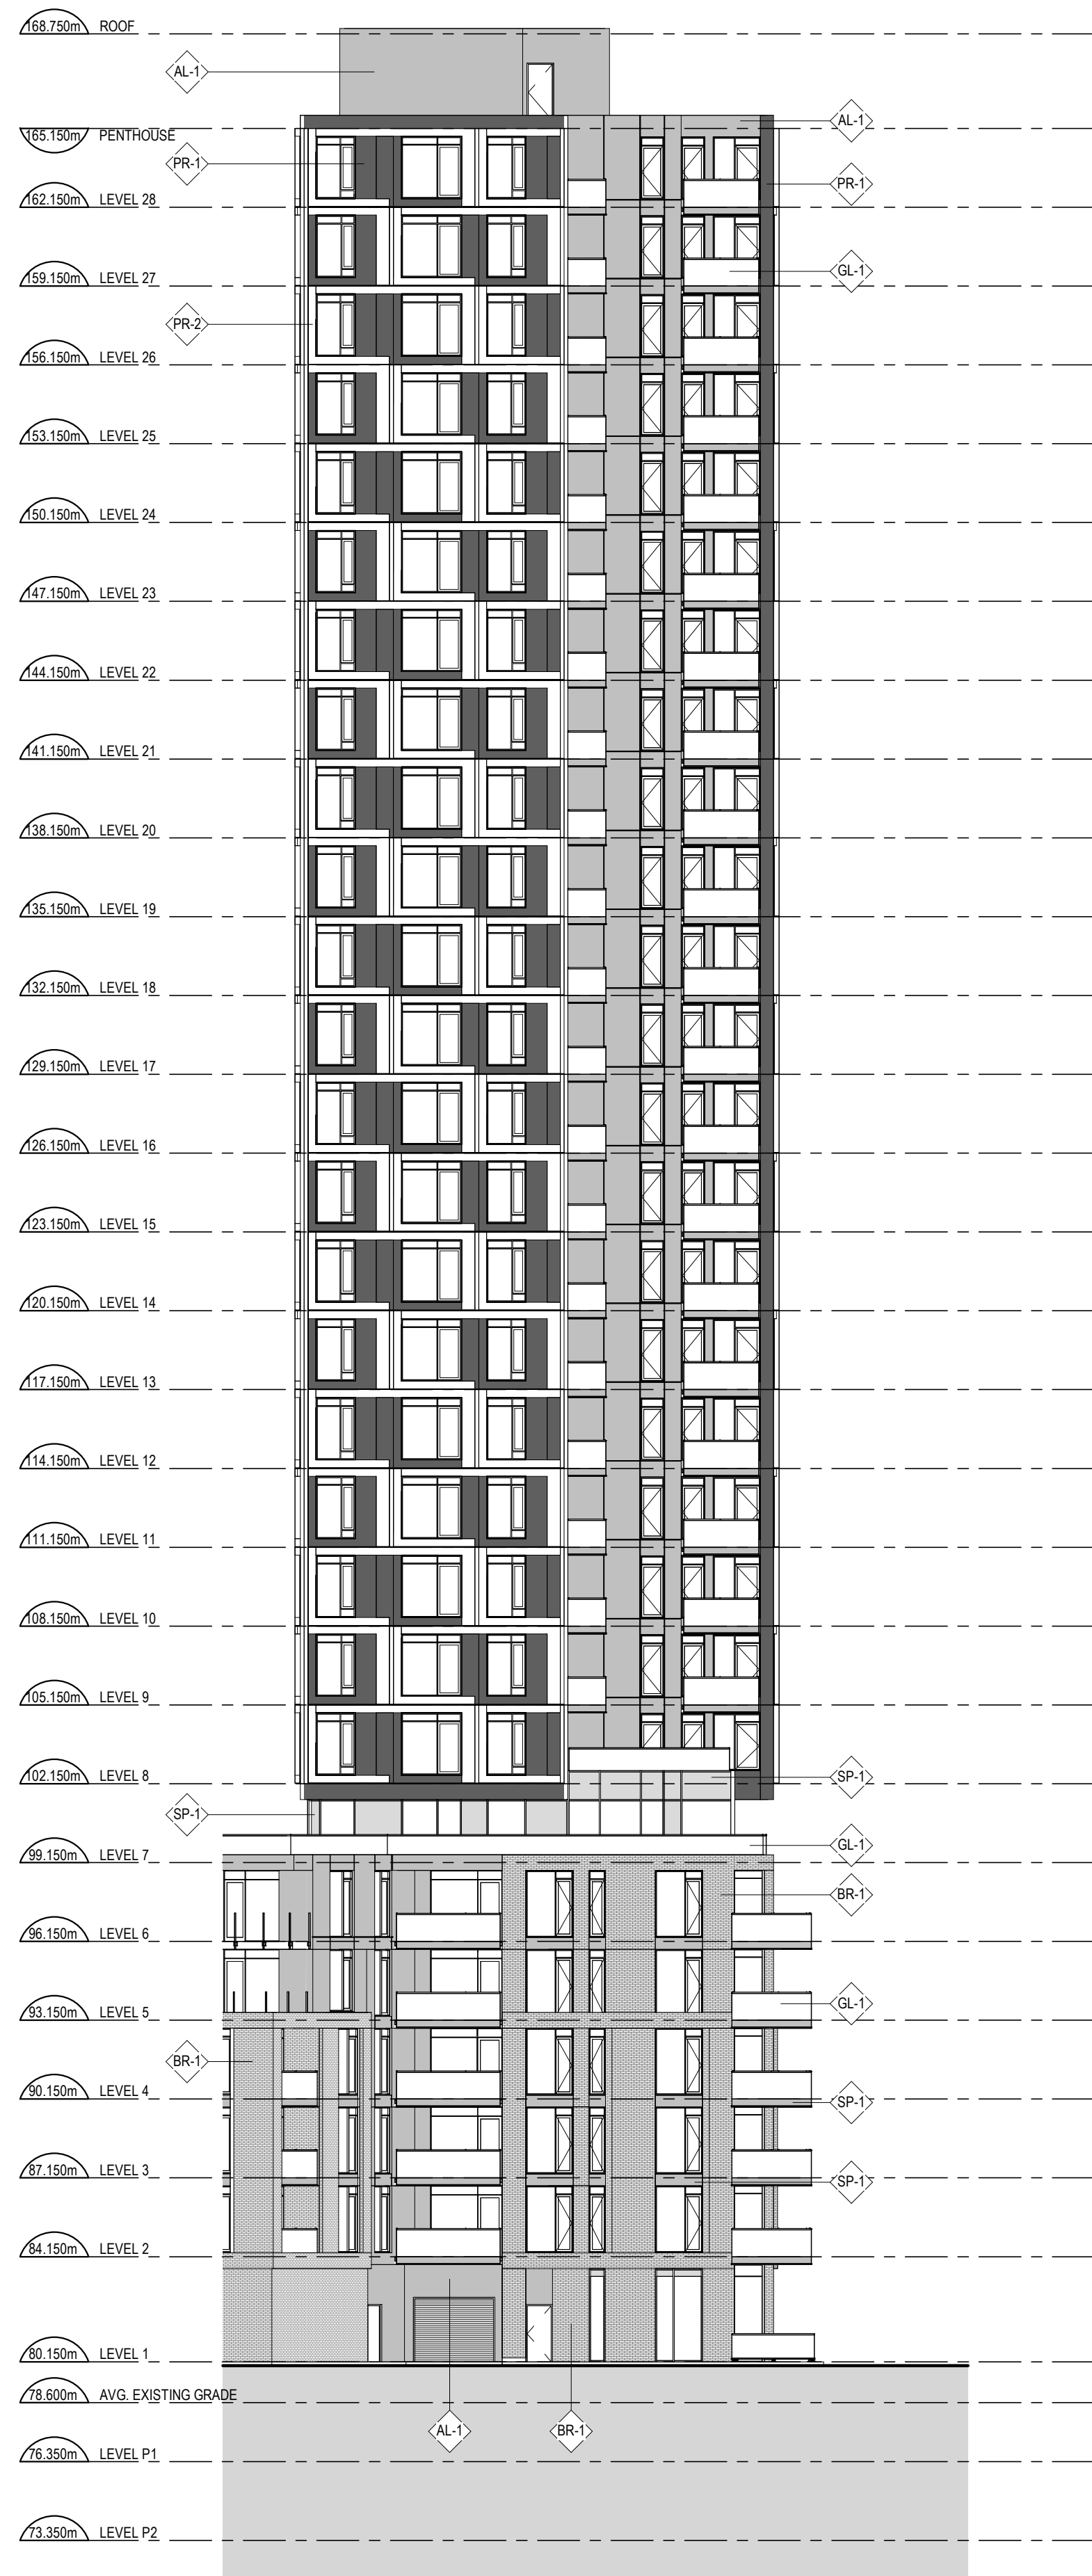 168.750m ROOF
AL-1
AL-1
165.150m PENTHOUSE
PR-1
PR-1
162.150m LEVEL 28
GL-1
159.150m LEVEL 27
PR-2
156.150m LEVEL 26
153.150m LEVEL 25
150.150m LEVEL 24
147.150m LEVEL 23
144.150m LEVEL 22
141.150m LEVEL 21
138.150m LEVEL 20
135.150m LEVEL 19
132.150m LEVEL 18
129.150m LEVEL 17
126.150m LEVEL 16
123.150m LEVEL 15
120.150m LEVEL 14
117.150m LEVEL 13
114.150m LEVEL 12
111.150m LEVEL 11
108.150m LEVEL 10
105.150m LEVEL 9
102.150m LEVEL 8
SP-1
SP-1
GL-1
99.150m LEVEL 7
BR-1
96.150m LEVEL 6
GL-1
93.150m LEVEL 5
BR-1
90.150m LEVEL 4
SP-1
87.150m LEVEL 3
SP-1
84.150m LEVEL 2
80.150m LEVEL 1
78.600m AVG. EXISTING GRADE
AL-1
BR-1
76.350m LEVEL P1
73.350m LEVEL P2